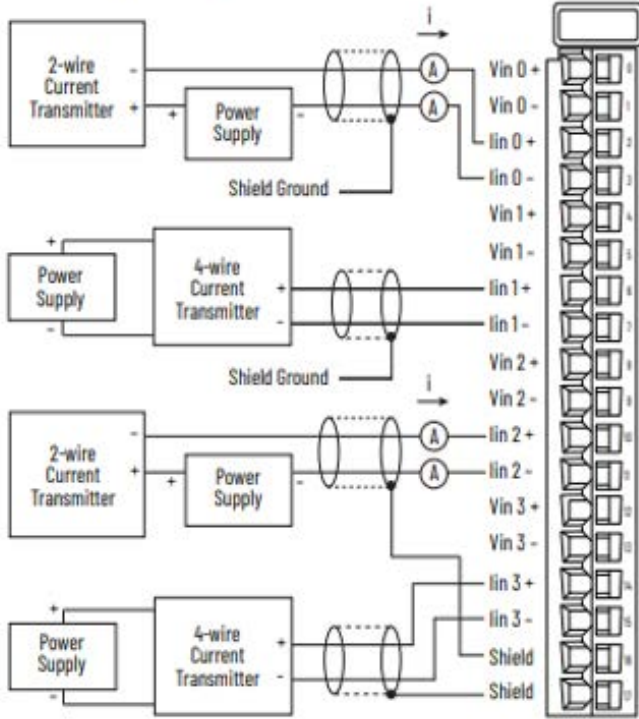 i
2-wire
Current
Transmitter
-
+
+
Power
Supply
-
A
A
Shield Ground
Vin 0 +
Vin 0 -
Iin 0 +
Iin 0 -
Vin 1 +
Vin 1 -
Power
Supply
+
-
4-wire
Current
Transmitter
+
-
Iin 1 +
Iin 1 -
Shield Ground
Vin 2 +
Vin 2 -
i
2-wire
Current
Transmitter
-
+
+
Power
Supply
-
A
A
Iin 2 +
Iin 2 -
Vin 3 +
Vin 3 -
Power
Supply
+
-
4-wire
Current
Transmitter
+
-
Iin 3 +
Iin 3 -
Shield
Shield